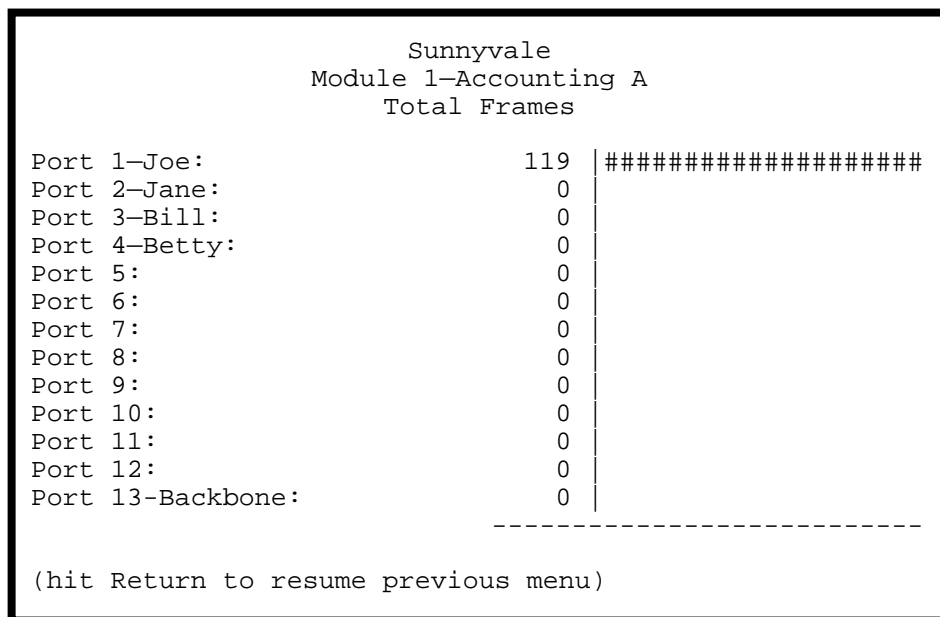 Sunnyvale
Module 1—Accounting A
Total Frames
Port 1—Joe: 119 |####################
Port 2—Jane: 0 |
Port 3—Bill: 0 |
Port 4—Betty: 0 |
Port 5: 0 |
Port 6: 0 |
Port 7: 0 |
Port 8: 0 |
Port 9: 0 |
Port 10: 0 |
Port 11: 0 |
Port 12: 0 |
Port 13-Backbone: 0 |
---------------------------
(hit Return to resume previous menu)